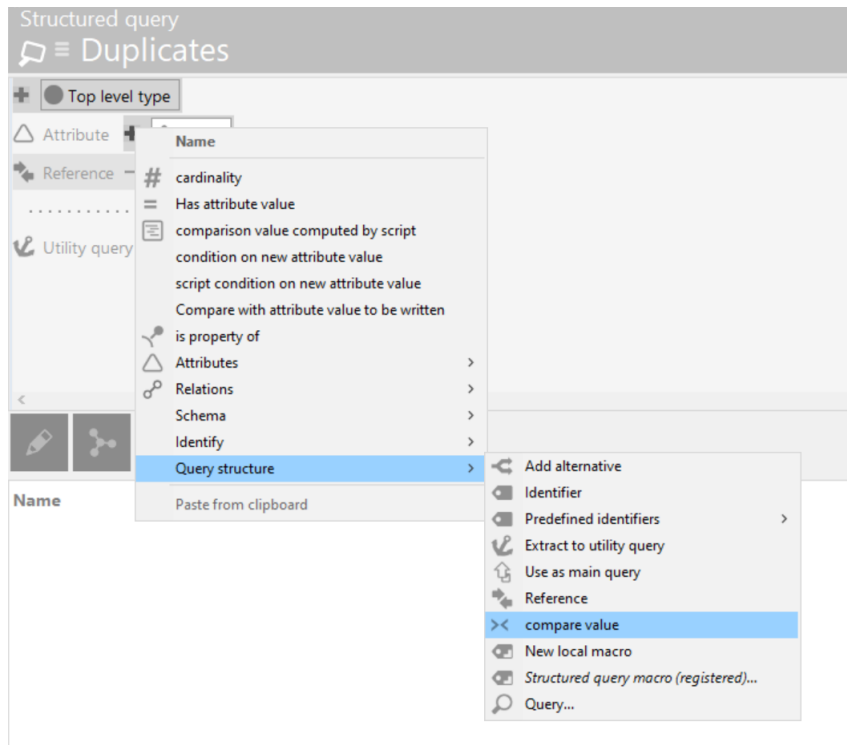 Structured query
Duplicates
Top level type
Attribute
Name
Reference
# cardinality
= Has attribute value
comparison value computed by script
Utility query
condition on new attribute value
script condition on new attribute value
Compare with attribute value to be written
is property of
Attributes
Relations
Schema
Identify
Query structure
Paste from clipboard
Name
Add alternative
Identifier
Predefined identifiers
Extract to utility query
Use as main query
Reference
compare value
New local macro
Structured query macro (registered)...
Query...